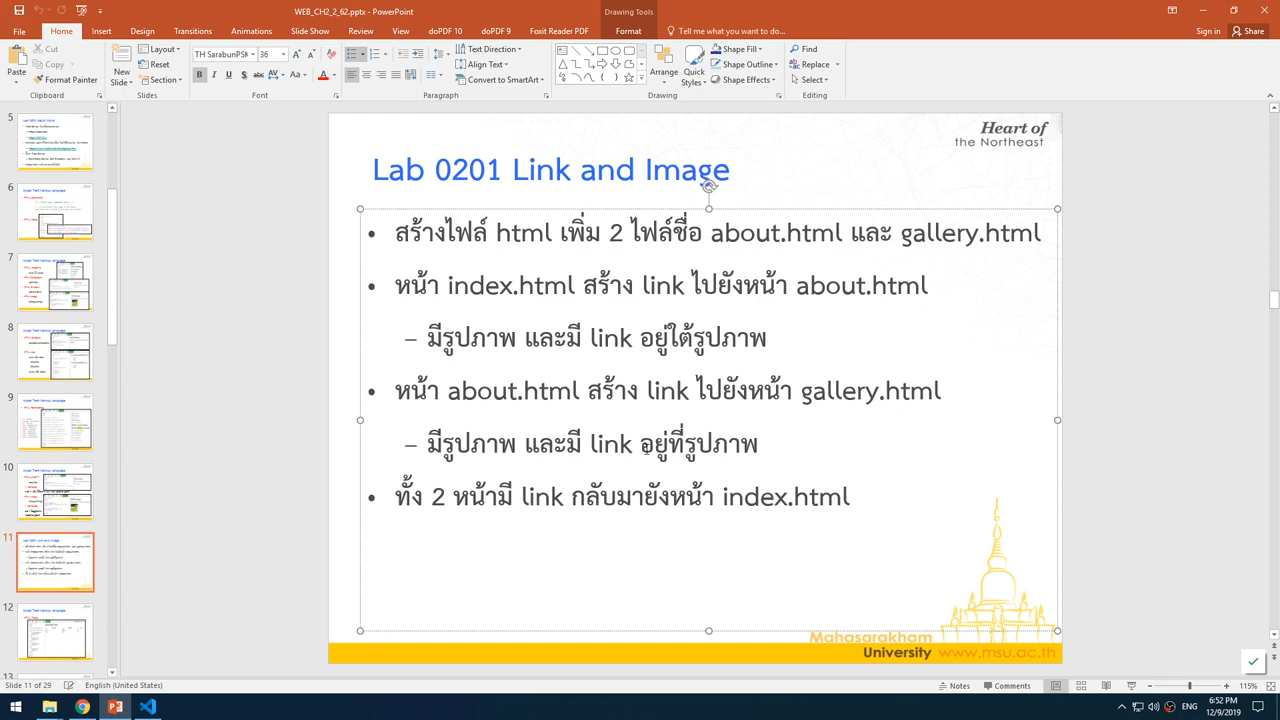 WEB_CH2_2_62.pptx - PowerPoint
Drawing Tools
File Home Insert Design Transitions Animations Slide Show Review View doPDF 10 doPDF 9 Foxit Reader PDF Format Tell me what you want to do... Sign in Share
Cut
Copy
Format Painter
Paste
Clipboard
New Slide
Layout
Reset
Section
Slides
TH SarabunPSK 36
Font
Text Direction
Align Text
Convert to SmartArt
Paragraph
Arrange
Quick Styles
Shape Fill
Shape Outline
Shape Effects
Drawing
Find
Replace
Select
Editing
5
6
7
8
9
10
11
12
13
Heart of
the Northeast
Lab 0201 Link and Image
• สร้างไฟล์ html เพิ่ม 2 ไฟล์ชื่อ about.html และ gallery.html
• หน้า index.html สร้าง link ไปยังหน้า about.html
– มีรูปภาพ และมี link อยู่ใต้รูปภาพ
• หน้า about.html สร้าง link ไปยังหน้า gallery.html
– มีรูปภาพ และมี link อยู่ที่รูปภาพ
• ทั้ง 2 หน้ามี link กลับมายังหน้า index.html
Mahasarakham
University www.msu.ac.th
Slide 11 of 29 English (United States) Notes Comments 115%
ENG 6:52 PM
12/9/2019